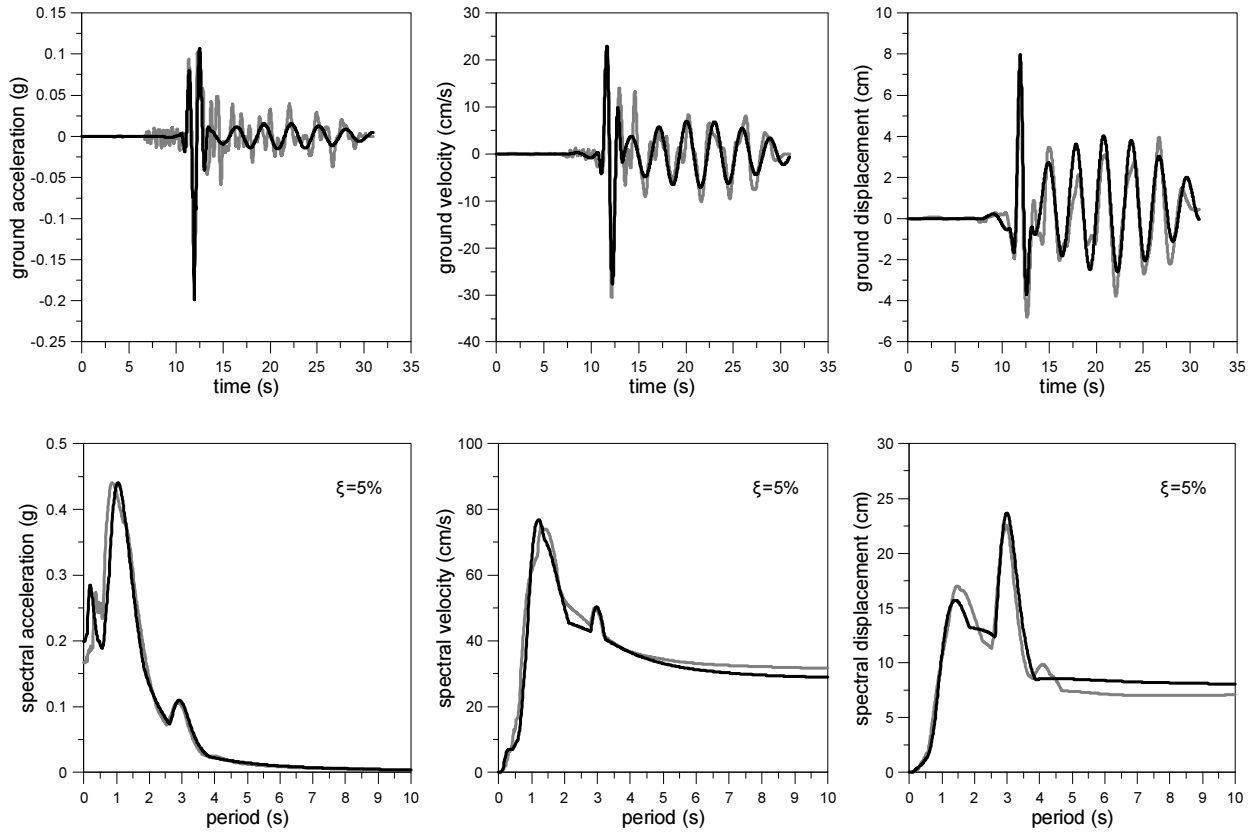 0.15
0.1
0.05
0
-0.05
-0.1
-0.15
-0.2
-0.25
ground acceleration (g)
0 5 10 15 20 25 30 35
time (s)
30
20
10
0
-10
-20
-30
-40
ground velocity (cm/s)
0 5 10 15 20 25 30 35
time (s)
10
8
6
4
2
0
-2
-4
-6
ground displacement (cm)
0 5 10 15 20 25 30 35
time (s)
0.5
0.4
0.3
0.2
0.1
0
spectral acceleration (g)
ξ=5%
0 1 2 3 4 5 6 7 8 9 10
period (s)
100
80
60
40
20
0
spectral velocity (cm/s)
ξ=5%
0 1 2 3 4 5 6 7 8 9 10
period (s)
30
25
20
15
10
5
0
spectral displacement (cm)
ξ=5%
0 1 2 3 4 5 6 7 8 9 10
period (s)